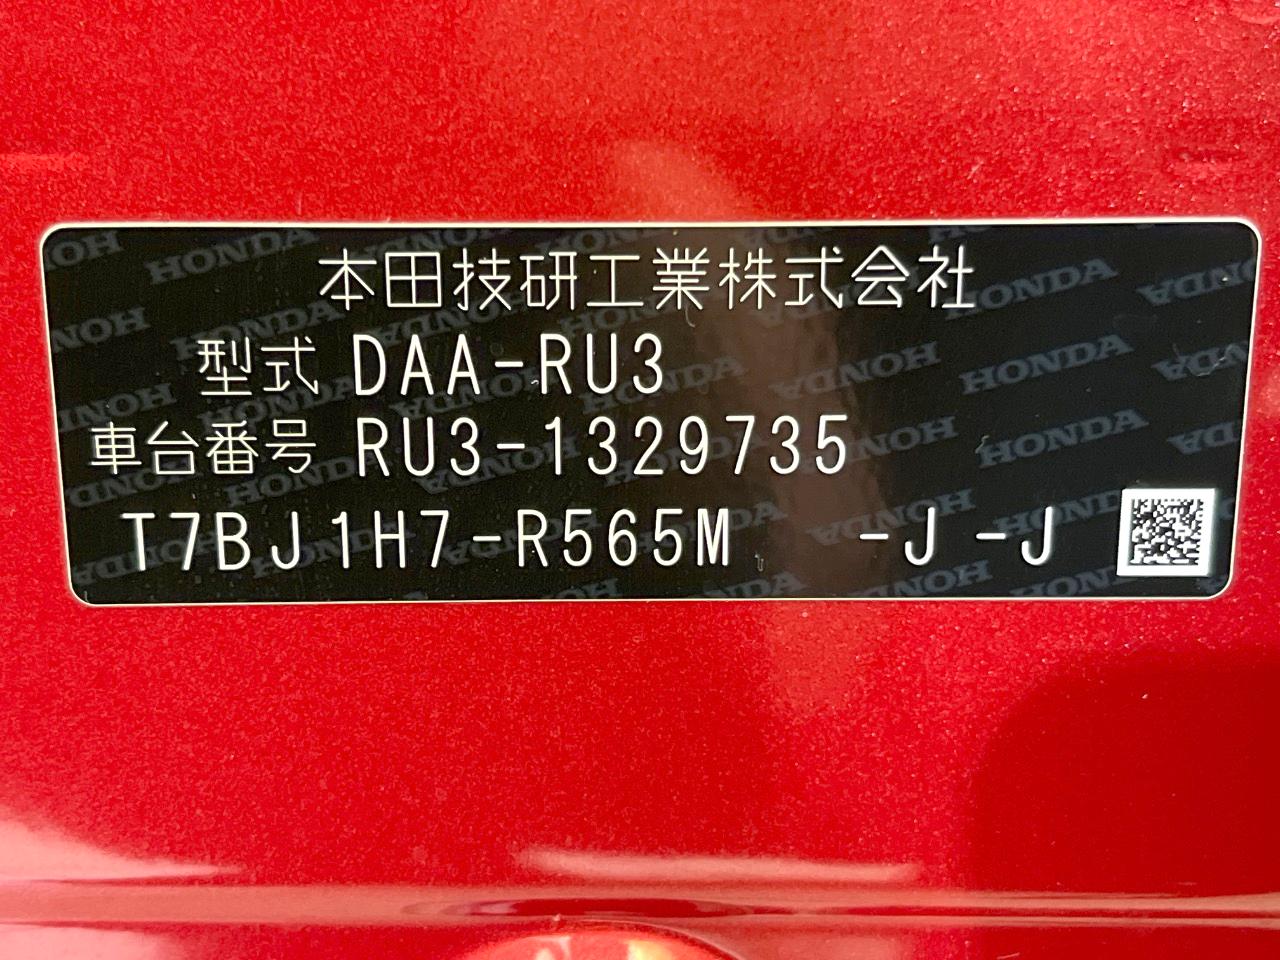 本田技研工業株式会社
型式 DAA-RU3
車台番号 RU3-1329735
T7BJ1H7-R565M -J -J